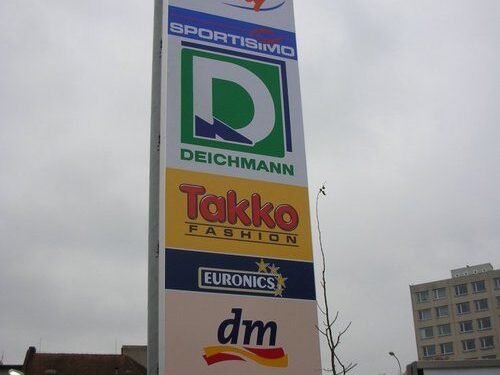 SPORTISIMO
D
DEICHMANN
Takko
FASHION
EURONICS
dm